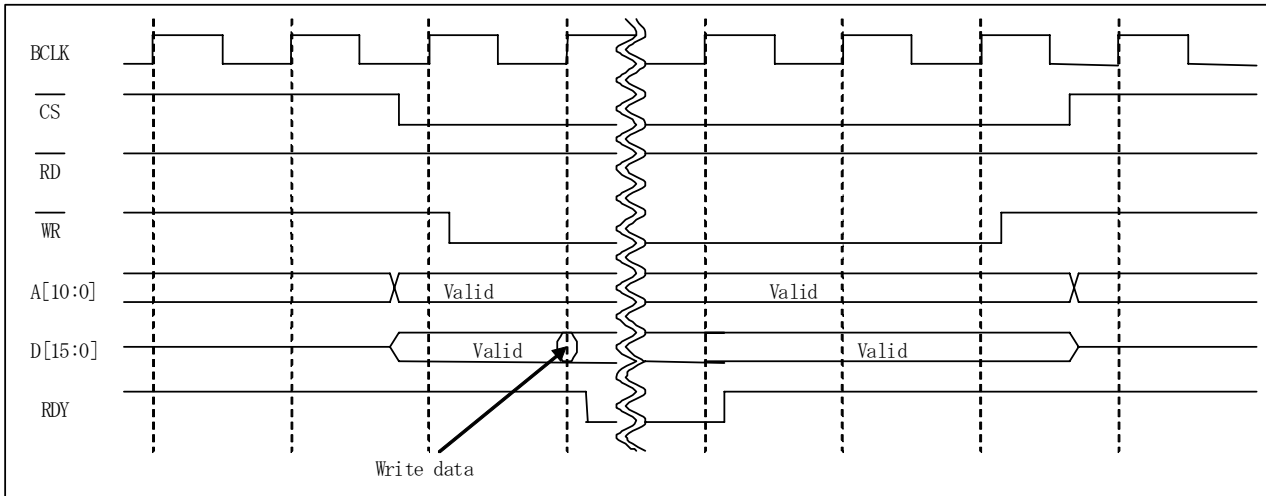 BCLK
CS
RD
WR
A[10:0] Valid Valid
D[15:0] Valid Valid
RDY
Write data